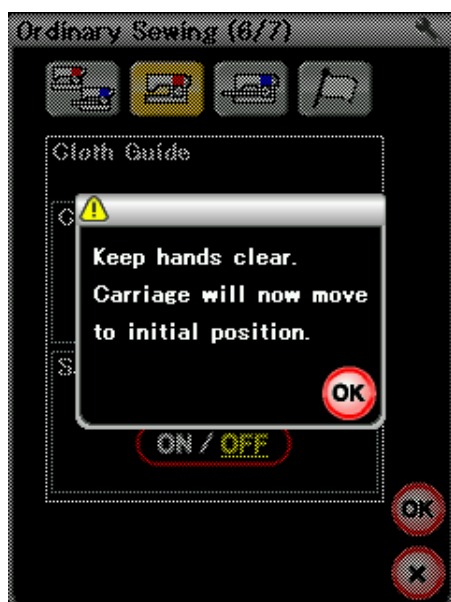 Ordinary Sewing (6/7)
Cloth Guide
Keep hands clear.
Carriage will now move
to initial position.
OK
ON / OFF
OK